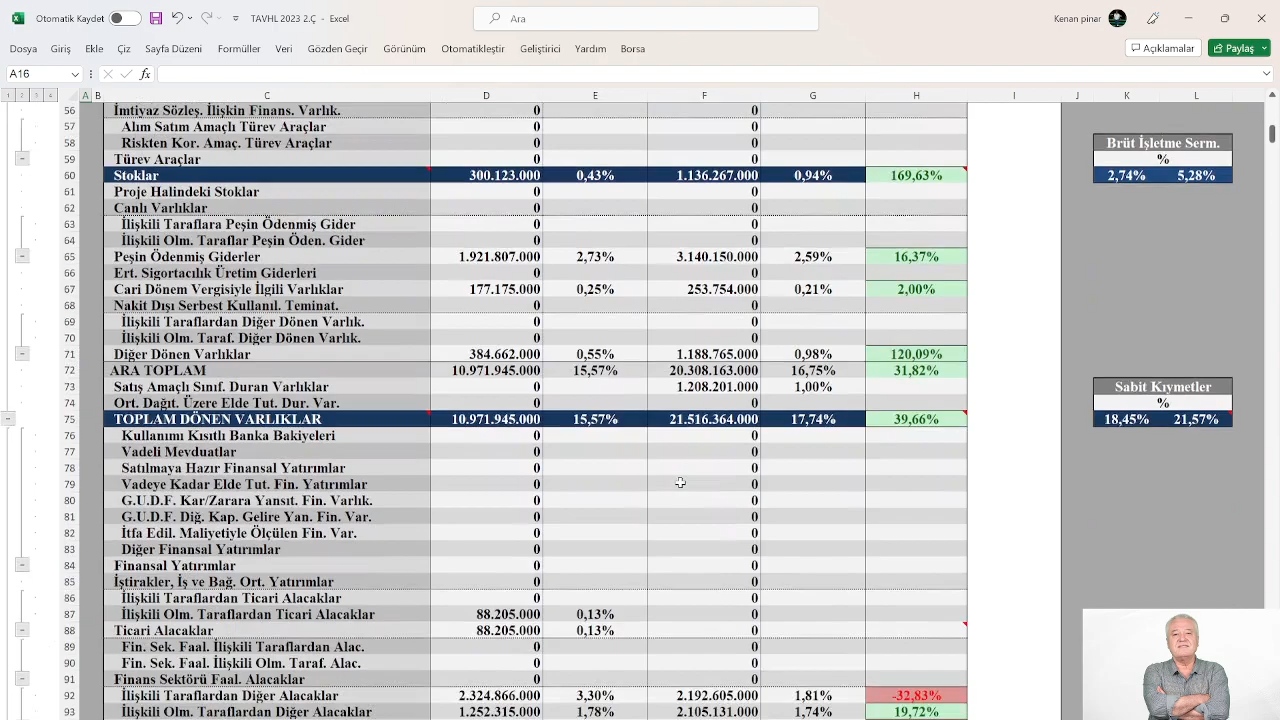 Otomatik Kaydet TAVHL 2023 2.Ç - Excel Ara Kenan pinar
Dosya Giriş Ekle Çiz Sayfa Düzeni Formüller Veri Gözden Geçir Görünüm Otomatikleştir Geliştirici Yardım Borsa Açıklamalar Paylaş
A16 fx
1 2 3 4 A B C D E F G H I J K L
56 İmtiyaz Sözleş. İlişkin Finans. Varlık. 0 0
57 Alım Satım Amaçlı Türev Araçlar 0 0
58 Riskten Kor. Amaç. Türev Araçlar 0 0 Brüt İşletme Serm.
59 Türev Araçlar 0 0 %
60 Stoklar 300.123.000 0,43% 1.136.267.000 0,94% 169,63% 2,74% 5,28%
61 Proje Halindeki Stoklar 0 0
62 Canlı Varlıklar 0 0
63 İlişkili Taraflara Peşin Ödenmiş Gider 0 0
64 İlişkili Olm. Taraflar Peşin Öden. Gider 0 0
65 Peşin Ödenmiş Giderler 1.921.807.000 2,73% 3.140.150.000 2,59% 16,37%
66 Ert. Sigortacılık Üretim Giderleri 0 0
67 Cari Dönem Vergisiyle İlgili Varlıklar 177.175.000 0,25% 253.754.000 0,21% 2,00%
68 Nakit Dışı Serbest Kullanıl. Teminat. 0 0
69 İlişkili Taraflardan Diğer Dönen Varlık. 0 0
70 İlişkili Olm. Taraf. Diğer Dönen Varlık. 0 0
71 Diğer Dönen Varlıklar 384.662.000 0,55% 1.188.765.000 0,98% 120,09%
72 ARA TOPLAM 10.971.945.000 15,57% 20.308.163.000 16,75% 31,82%
73 Satış Amaçlı Sınıf. Duran Varlıklar 0 1.208.201.000 1,00% Sabit Kıymetler
74 Ort. Dağıt. Üzere Elde Tut. Dur. Var. 0 0 %
75 TOPLAM DÖNEN VARLIKLAR 10.971.945.000 15,57% 21.516.364.000 17,74% 39,66% 18,45% 21,57%
76 Kullanımı Kısıtlı Banka Bakiyeleri 0 0
77 Vadeli Mevduatlar 0 0
78 Satılmaya Hazır Finansal Yatırımlar 0 0
79 Vadeye Kadar Elde Tut. Fin. Yatırımlar 0 0
80 G.U.D.F. Kar/Zarara Yansıt. Fin. Varlık. 0 0
81 G.U.D.F. Diğ. Kap. Gelire Yan. Fin. Var. 0 0
82 İtfa Edil. Maliyetiyle Ölçülen Fin. Var. 0 0
83 Diğer Finansal Yatırımlar 0 0
84 Finansal Yatırımlar 0 0
85 İştirakler, İş ve Bağ. Ort. Yatırımlar 0 0
86 İlişkili Taraflardan Ticari Alacaklar 0 0
87 İlişkili Olm. Taraflardan Ticari Alacaklar 88.205.000 0,13% 0
88 Ticari Alacaklar 88.205.000 0,13% 0
89 Fin. Sek. Faal. İlişkili Taraflardan Alac. 0 0
90 Fin. Sek. Faal. İlişkili Olm. Taraf. Alac. 0 0
91 Finans Sektörü Faal. Alacaklar 0 0
92 İlişkili Taraflardan Diğer Alacaklar 2.324.866.000 3,30% 2.192.605.000 1,81% -32,83%
93 İlişkili Olm. Taraflardan Diğer Alacaklar 1.252.315.000 1,78% 2.105.131.000 1,74% 19,72%